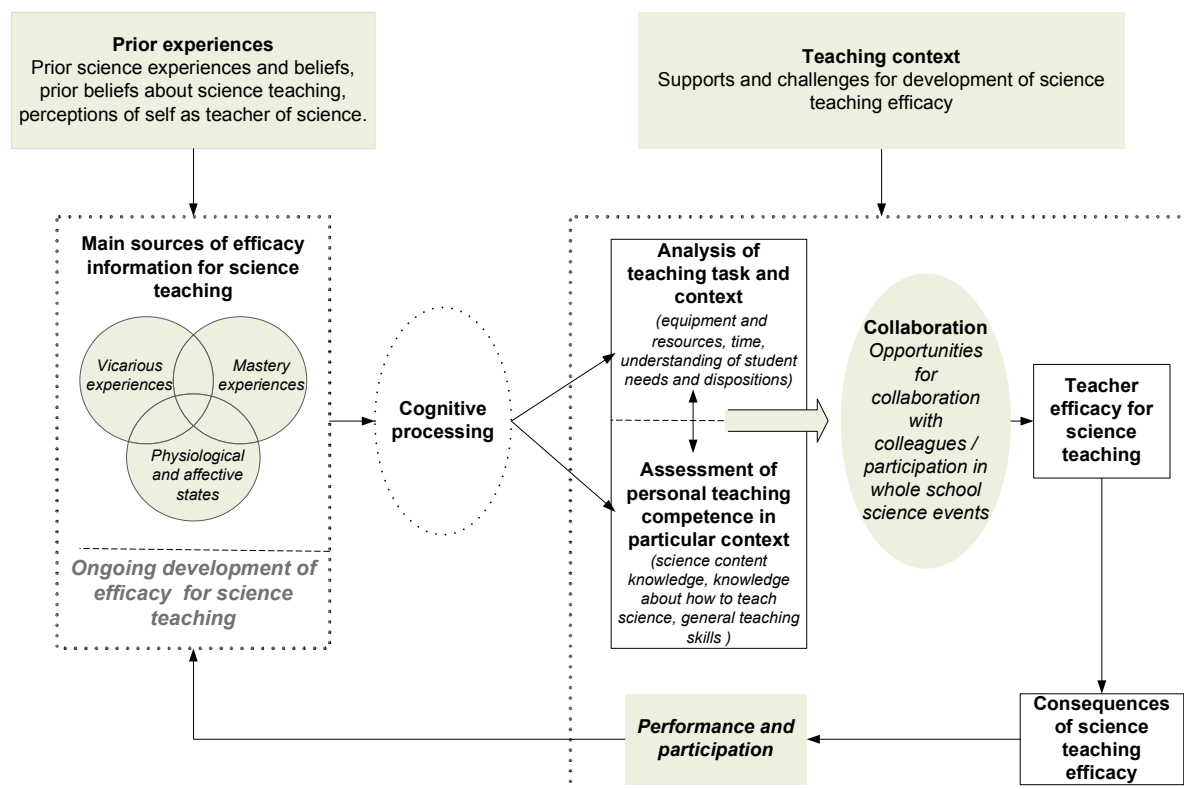 Prior experiences
Prior science experiences and beliefs,
prior beliefs about science teaching,
perceptions of self as teacher of science.
Teaching context
Supports and challenges for development of science
teaching efficacy
Main sources of efficacy
information for science
teaching
Vicarious
experiences
Mastery
experiences
Physiological
and affective
states
Ongoing development of
efficacy for science
teaching
Cognitive
processing
Analysis of
teaching task and
context
(equipment and
resources, time,
understanding of student
needs and dispositions)
Assessment of
personal teaching
competence in
particular context
(science content
knowledge, knowledge
about how to teach
science, general teaching
skills )
Collaboration
Opportunities
for
collaboration
with
colleagues /
participation in
whole school
science events
Teacher
efficacy for
science
teaching
Consequences
of science
teaching
efficacy
Performance and
participation